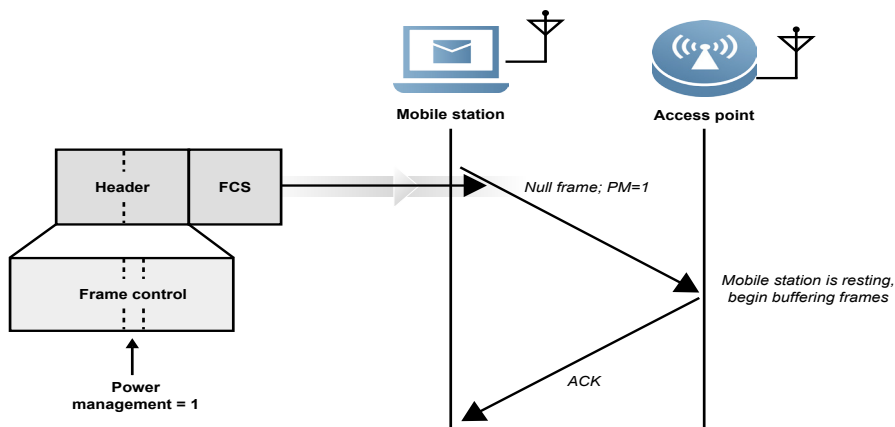 Mobile station
Access point
Header
FCS
Null frame; PM=1
Frame control
Mobile station is resting,
begin buffering frames
Power
management = 1
ACK